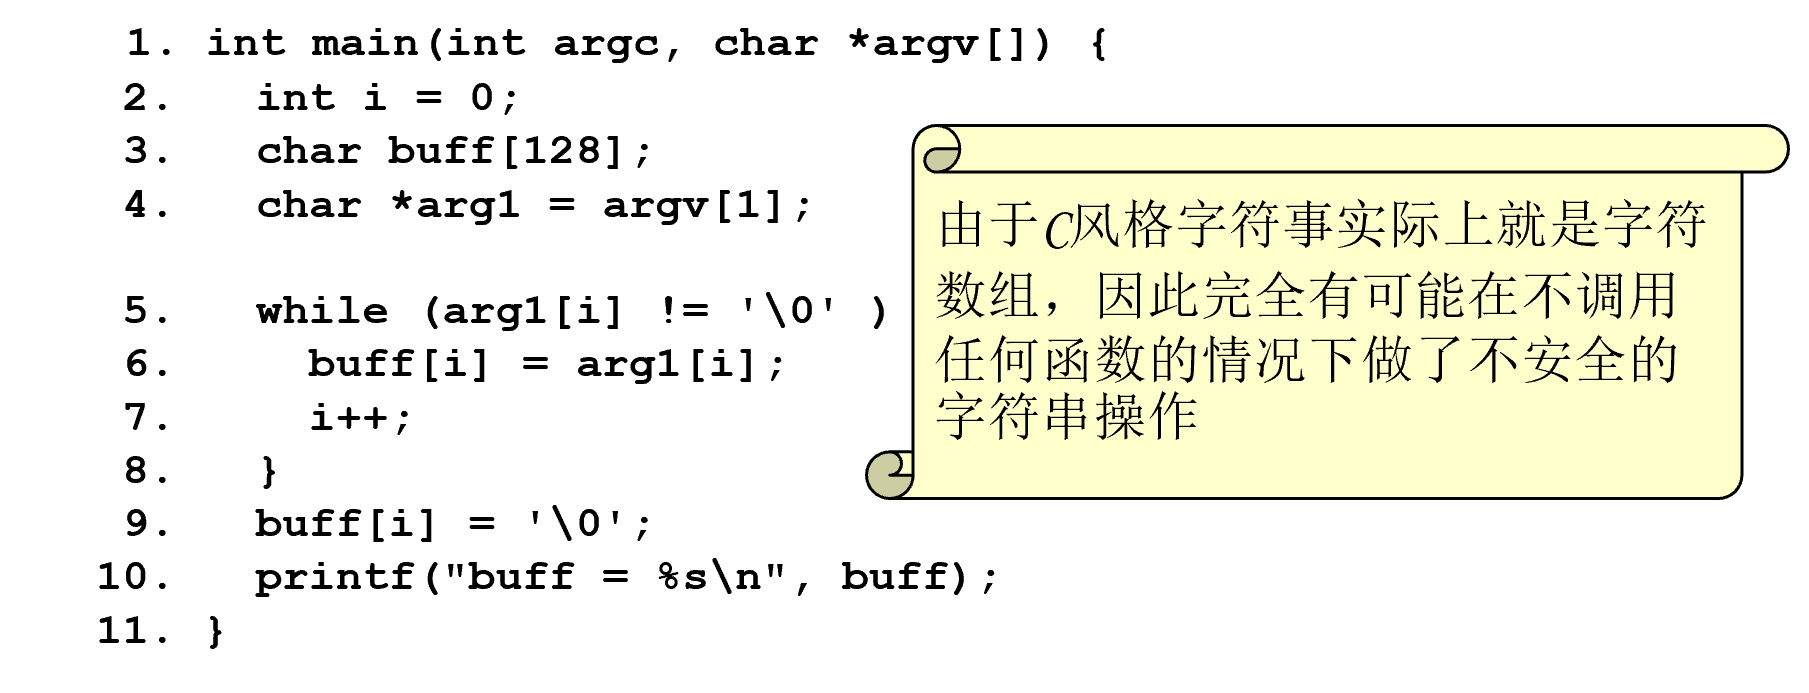 1. int main(int argc, char *argv[]) {
2. int i = 0;
3. char buff[128];
4. char *arg1 = argv[1];
5. while (arg1[i] != '\0' )
6. buff[i] = arg1[i];
7. i++;
8. }
9. buff[i] = '\0';
10. printf("buff = %s\n", buff);
11. }
由于C风格字符事实际上就是字符
数组，因此完全有可能在不调用
任何函数的情况下做了不安全的
字符串操作